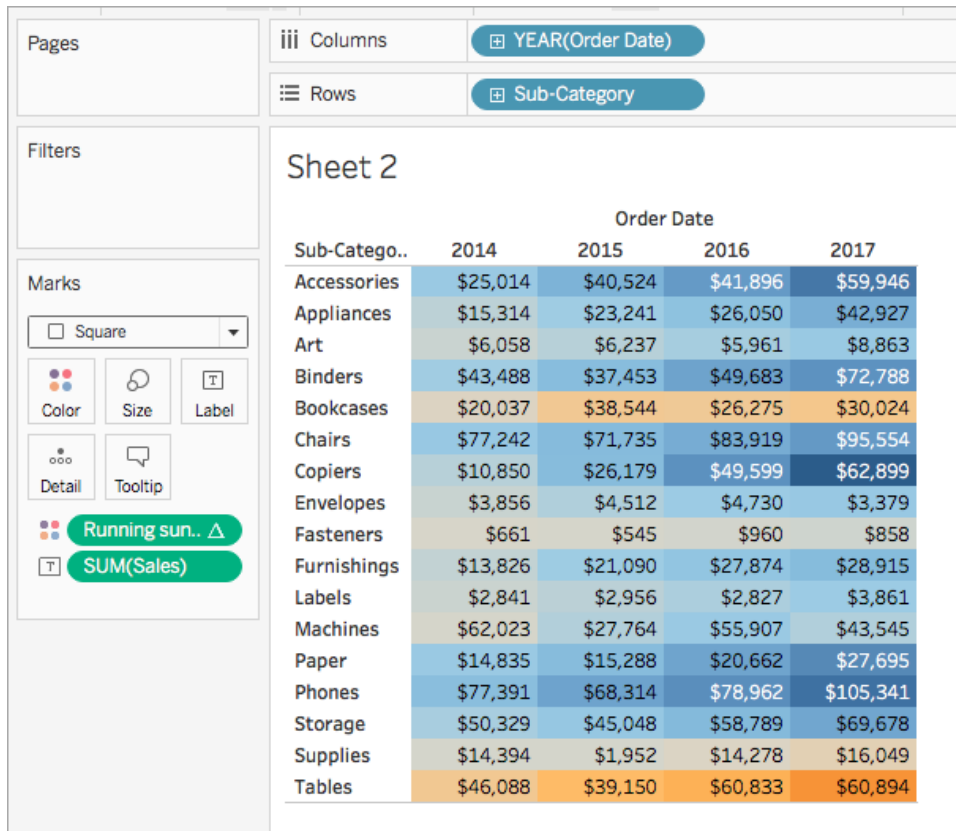 Pages
Columns
YEAR(Order Date)
Rows
Sub-Category
Filters
Marks
Square
Color Size Label
Detail Tooltip
Running sun.. Δ
SUM(Sales)
Sheet 2
Order Date
Sub-Catego.. 2014 2015 2016 2017
Accessories $25,014 $40,524 $41,896 $59,946
Appliances $15,314 $23,241 $26,050 $42,927
Art $6,058 $6,237 $5,961 $8,863
Binders $43,488 $37,453 $49,683 $72,788
Bookcases $20,037 $38,544 $26,275 $30,024
Chairs $77,242 $71,735 $83,919 $95,554
Copiers $10,850 $26,179 $49,599 $62,899
Envelopes $3,856 $4,512 $4,730 $3,379
Fasteners $661 $545 $960 $858
Furnishings $13,826 $21,090 $27,874 $28,915
Labels $2,841 $2,956 $2,827 $3,861
Machines $62,023 $27,764 $55,907 $43,545
Paper $14,835 $15,288 $20,662 $27,695
Phones $77,391 $68,314 $78,962 $105,341
Storage $50,329 $45,048 $58,789 $69,678
Supplies $14,394 $1,952 $14,278 $16,049
Tables $46,088 $39,150 $60,833 $60,894